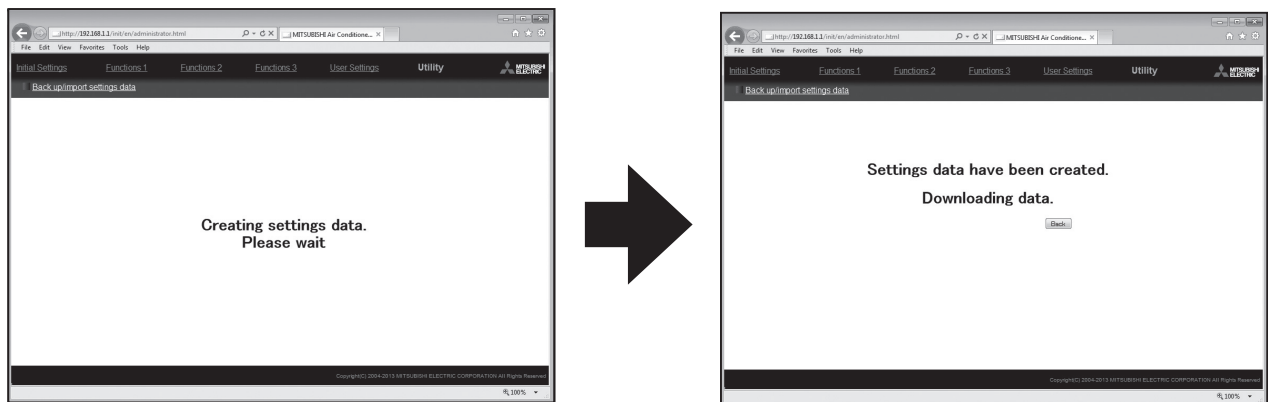 http://192.168.1.1/init/en/administrator.html
MITSUBISHI Air Conditione...
File Edit View Favorites Tools Help
Initial Settings Functions 1 Functions 2 Functions 3 User Settings Utility MITSUBISHI ELECTRIC
Back up/import settings data
Creating settings data.
Please wait
Copyright(C) 2004-2013 MITSUBISHI ELECTRIC CORPORATION All Rights Reserved
100%
http://192.168.1.1/init/en/administrator.html
MITSUBISHI Air Conditione...
File Edit View Favorites Tools Help
Initial Settings Functions 1 Functions 2 Functions 3 User Settings Utility MITSUBISHI ELECTRIC
Back up/import settings data
Settings data have been created.
Downloading data.
Back
Copyright(C) 2004-2013 MITSUBISHI ELECTRIC CORPORATION All Rights Reserved
100%